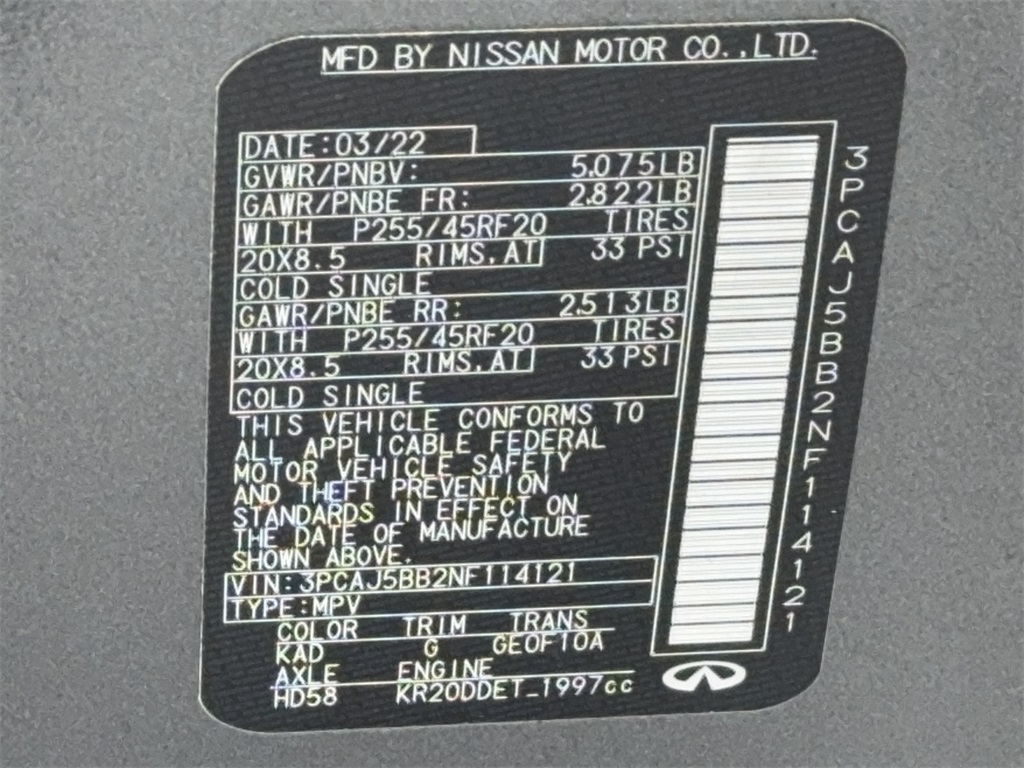 MFD BY NISSAN MOTOR CO.,LTD.
DATE:03/22
GVWR/PNBV: 5,075LB
GAWR/PNBE FR: 2,822LB
WITH P255/45RF20 TIRES
20X8.5 RIMS,AT 33 PSI
COLD SINGLE
GAWR/PNBE RR: 2,513LB
WITH P255/45RF20 TIRES
20X8.5 RIMS,AT 33 PSI
COLD SINGLE
THIS VEHICLE CONFORMS TO
ALL APPLICABLE FEDERAL
MOTOR VEHICLE SAFETY
AND THEFT PREVENTION
STANDARDS IN EFFECT ON
THE DATE OF MANUFACTURE
SHOWN ABOVE.
VIN:3PCAJ5BB2NF114121
TYPE:MPV
COLOR TRIM TRANS
KAD G GE0F10A
AXLE ENGINE
HD58 KR20DDET_1997cc
3PCAJ5BB2NF114121